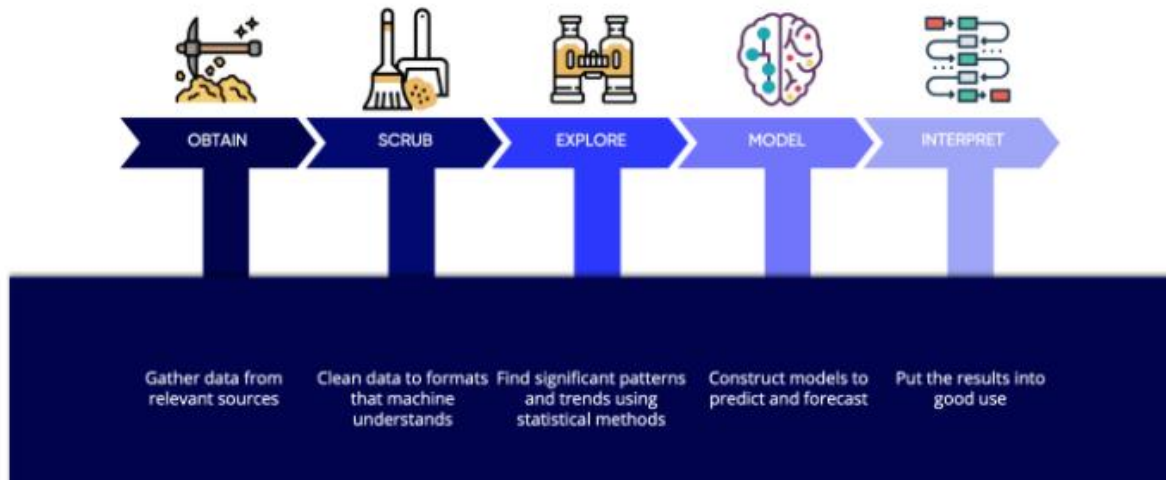 OBTAIN
SCRUB
EXPLORE
MODEL
INTERPRET
Gather data from
relevant sources
Clean data to formats
that machine
understands
Find significant patterns
and trends using
statistical methods
Construct models to
predict and forecast
Put the results into
good use